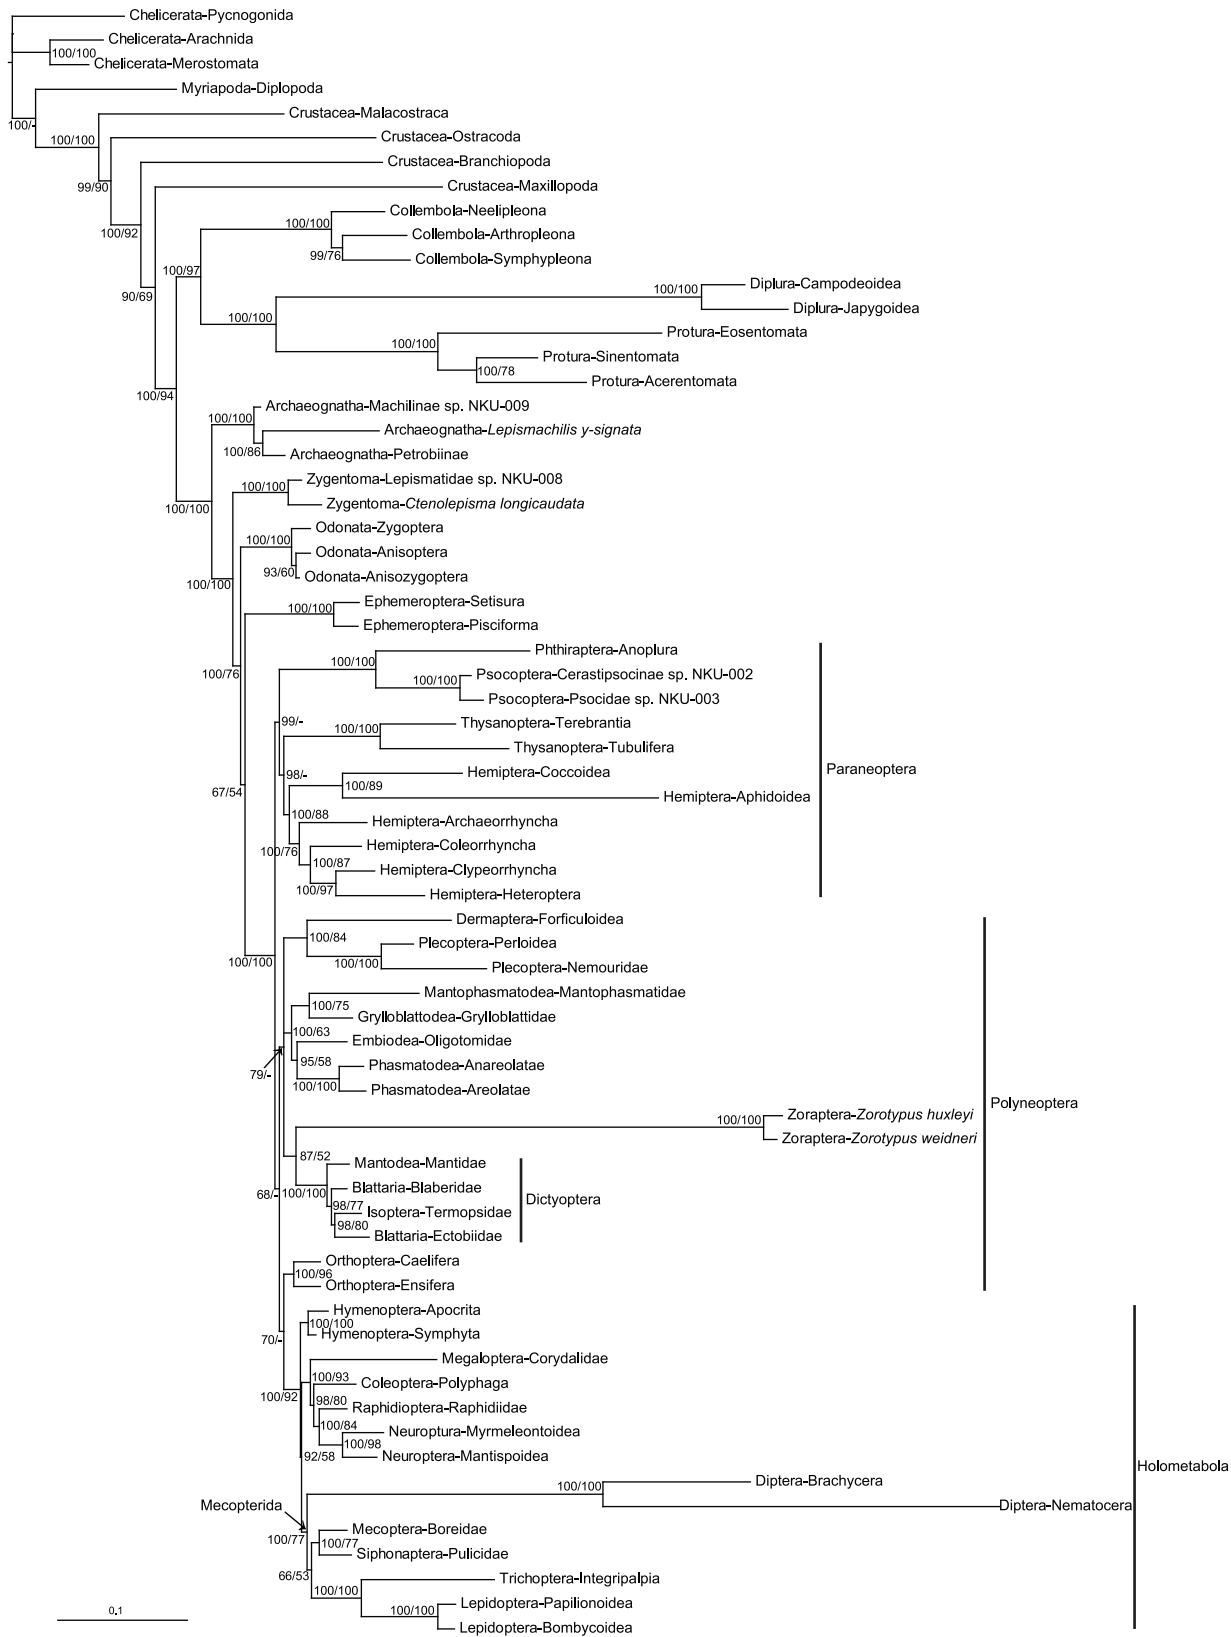 Chelicerata-Pycnogonida
Chelicerata-Arachnida
100/100
Chelicerata-Merostomata
Myriapoda-Diplopoda
100/-
Crustacea-Malacostraca
100/100
Crustacea-Ostracoda
99/90
Crustacea-Branchiopoda
Crustacea-Maxillopoda
100/92
Collembola-Neelipleona
100/100
Collembola-Arthropleona
99/76
Collembola-Symphypleona
100/97
90/69
Diplura-Campodeoidea
100/100
Diplura-Japygoidea
100/100
Protura-Eosentomata
100/100
Protura-Sinentomata
100/78
Protura-Acerentomata
100/94
Archaeognatha-Machilinae sp. NKU-009
100/100
Archaeognatha-Lepismachilis y-signata
100/86
Archaeognatha-Petrobiinae
Zygentoma-Lepismatidae sp. NKU-008
100/100
Zygentoma-Ctenolepisma longicaudata
100/100
Odonata-Zygoptera
100/100
Odonata-Anisoptera
93/60
Odonata-Anisozygoptera
100/100
Ephemeroptera-Setisura
100/100
Ephemeroptera-Pisciforma
Phthiraptera-Anoplura
100/100
100/76
Psocoptera-Cerastipsocinae sp. NKU-002
100/100
Psocoptera-Psocidae sp. NKU-003
99/-
Thysanoptera-Terebrantia
100/100
Thysanoptera-Tubulifera
98/-
Hemiptera-Coccoidea
Paraneoptera
100/89
67/54
Hemiptera-Aphidoidea
100/88
Hemiptera-Archaeorrhyncha
100/76
Hemiptera-Coleorrhyncha
100/87
Hemiptera-Clypeorrhyncha
100/97
Hemiptera-Heteroptera
Dermaptera-Forficuloidea
100/84
Plecoptera-Perloidea
100/100
100/100
Plecoptera-Nemouridae
Mantophasmatodea-Mantophasmatidae
100/75
Grylloblattodea-Grylloblattidae
100/63
Embiodea-Oligotomidae
95/58
Phasmatodea-Anareolatae
79/-
100/100
Phasmatodea-Areolatae
Polyneoptera
Zoraptera-Zorotypus huxleyi
100/100
Zoraptera-Zorotypus weidneri
87/52
Mantodea-Mantidae
Blattaria-Blaberidae
68/-
100/100
Dictyoptera
98/77
Isoptera-Termopsidae
98/80
Blattaria-Ectobiidae
Orthoptera-Caelifera
100/96
Orthoptera-Ensifera
Hymenoptera-Apocrita
100/100
Hymenoptera-Symphyta
70/-
Megaloptera-Corydalidae
100/93
Coleoptera-Polyphaga
100/92
98/80
Raphidioptera-Raphidiidae
100/84
Neuroptura-Myrmeleontoidea
100/98
92/58
Neuroptera-Mantispoidea
Holometabola
Diptera-Brachycera
100/100
Mecopterida
Diptera-Nematocera
Mecoptera-Boreidae
100/77
100/77
Siphonaptera-Pulicidae
66/53
Trichoptera-Integripalpia
100/100
Lepidoptera-Papilionoidea
100/100
0.1
Lepidoptera-Bombycoidea